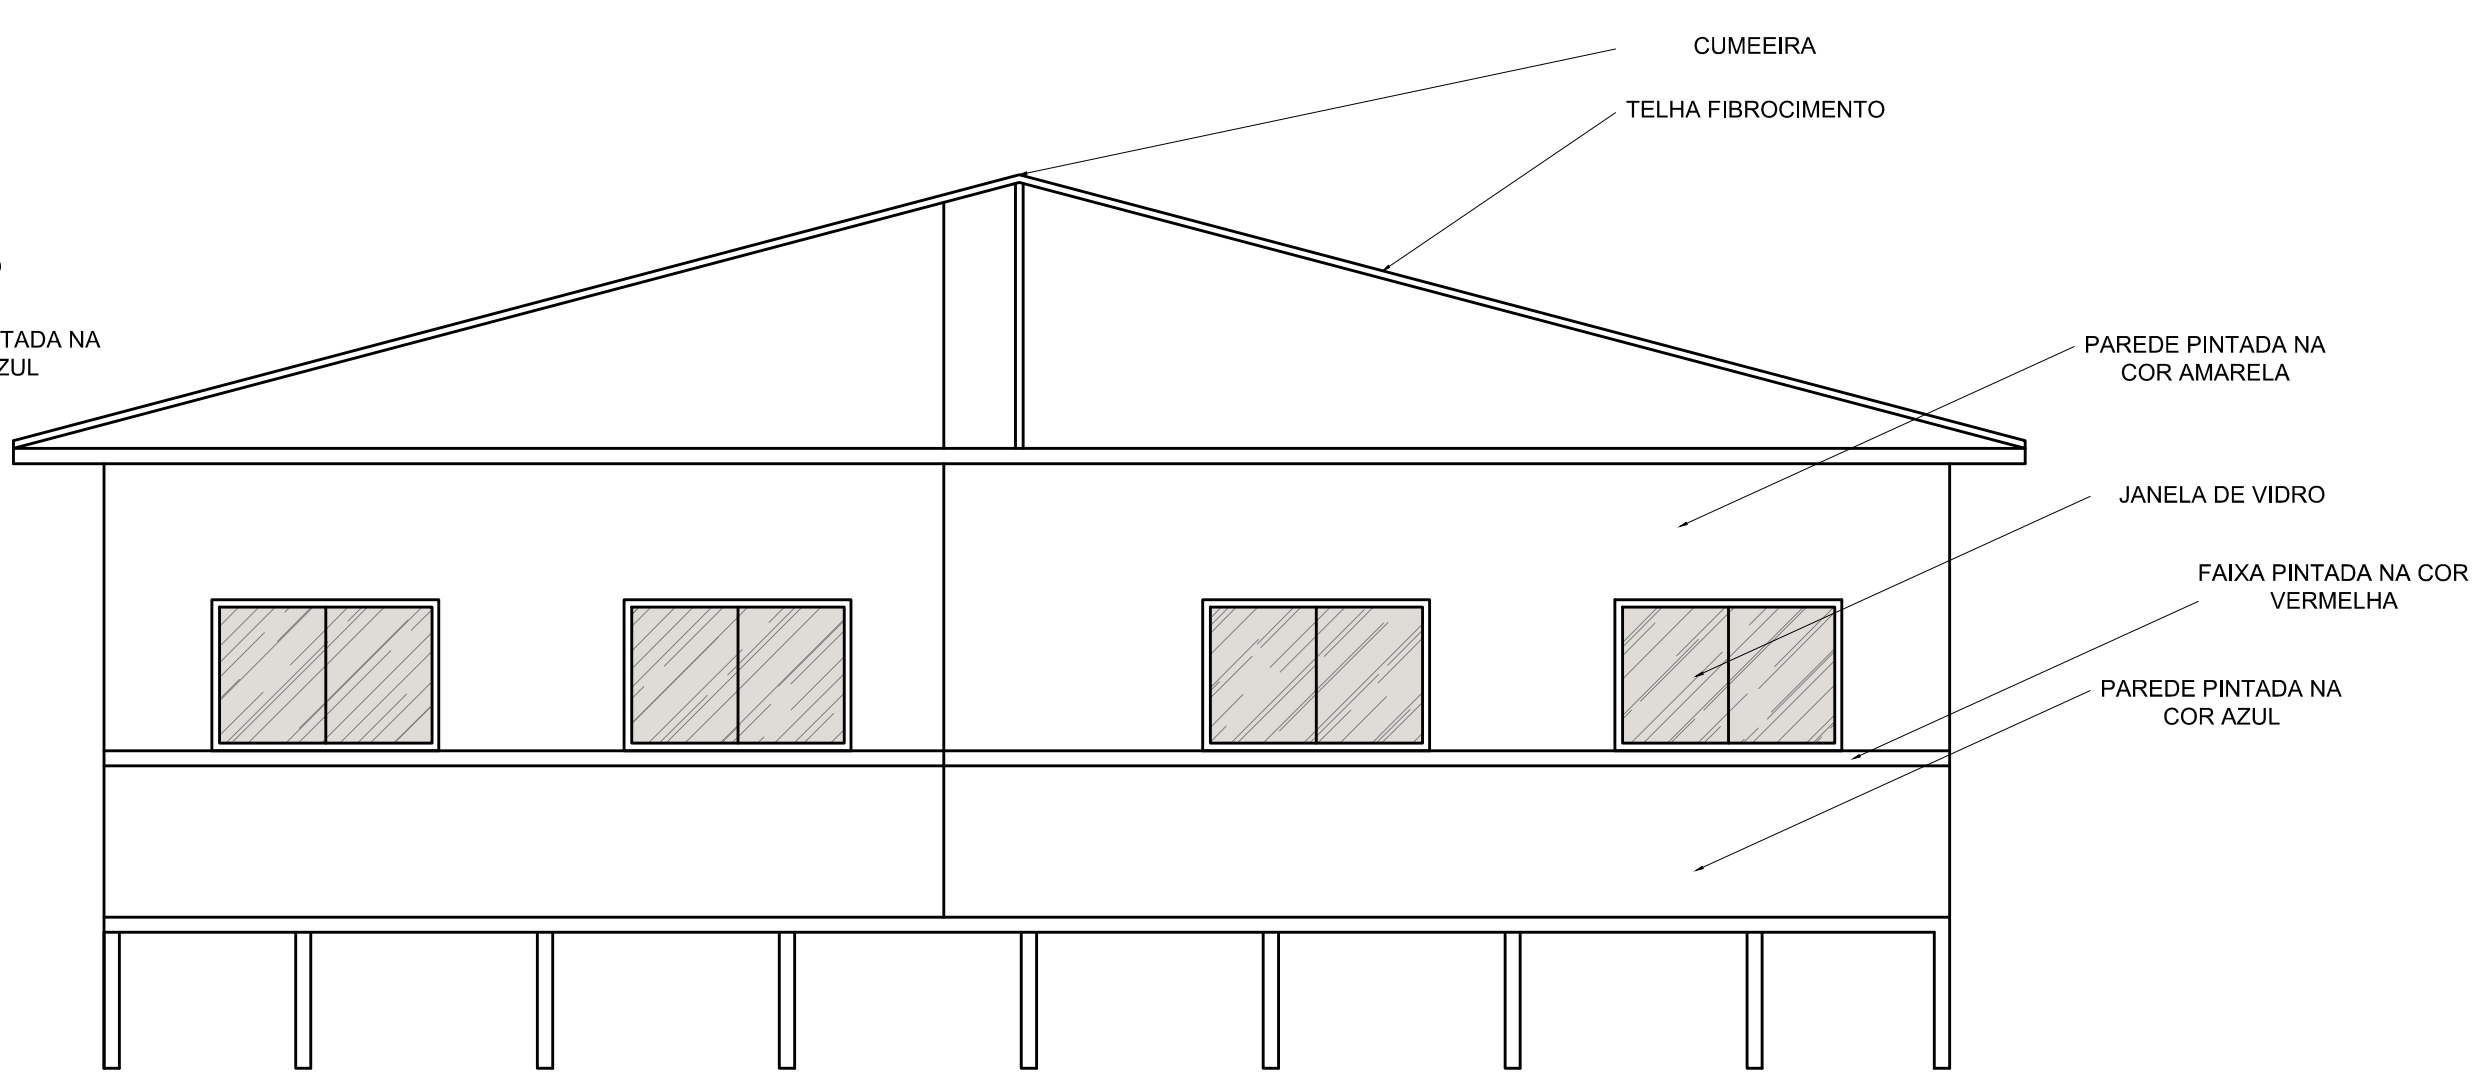 CUMEEIRA
TELHA FIBROCIMENTO
TADA NA
ZUL
PAREDE PINTADA NA
COR AMARELA
JANELA DE VIDRO
FAIXA PINTADA NA COR
VERMELHA
PAREDE PINTADA NA
COR AZUL